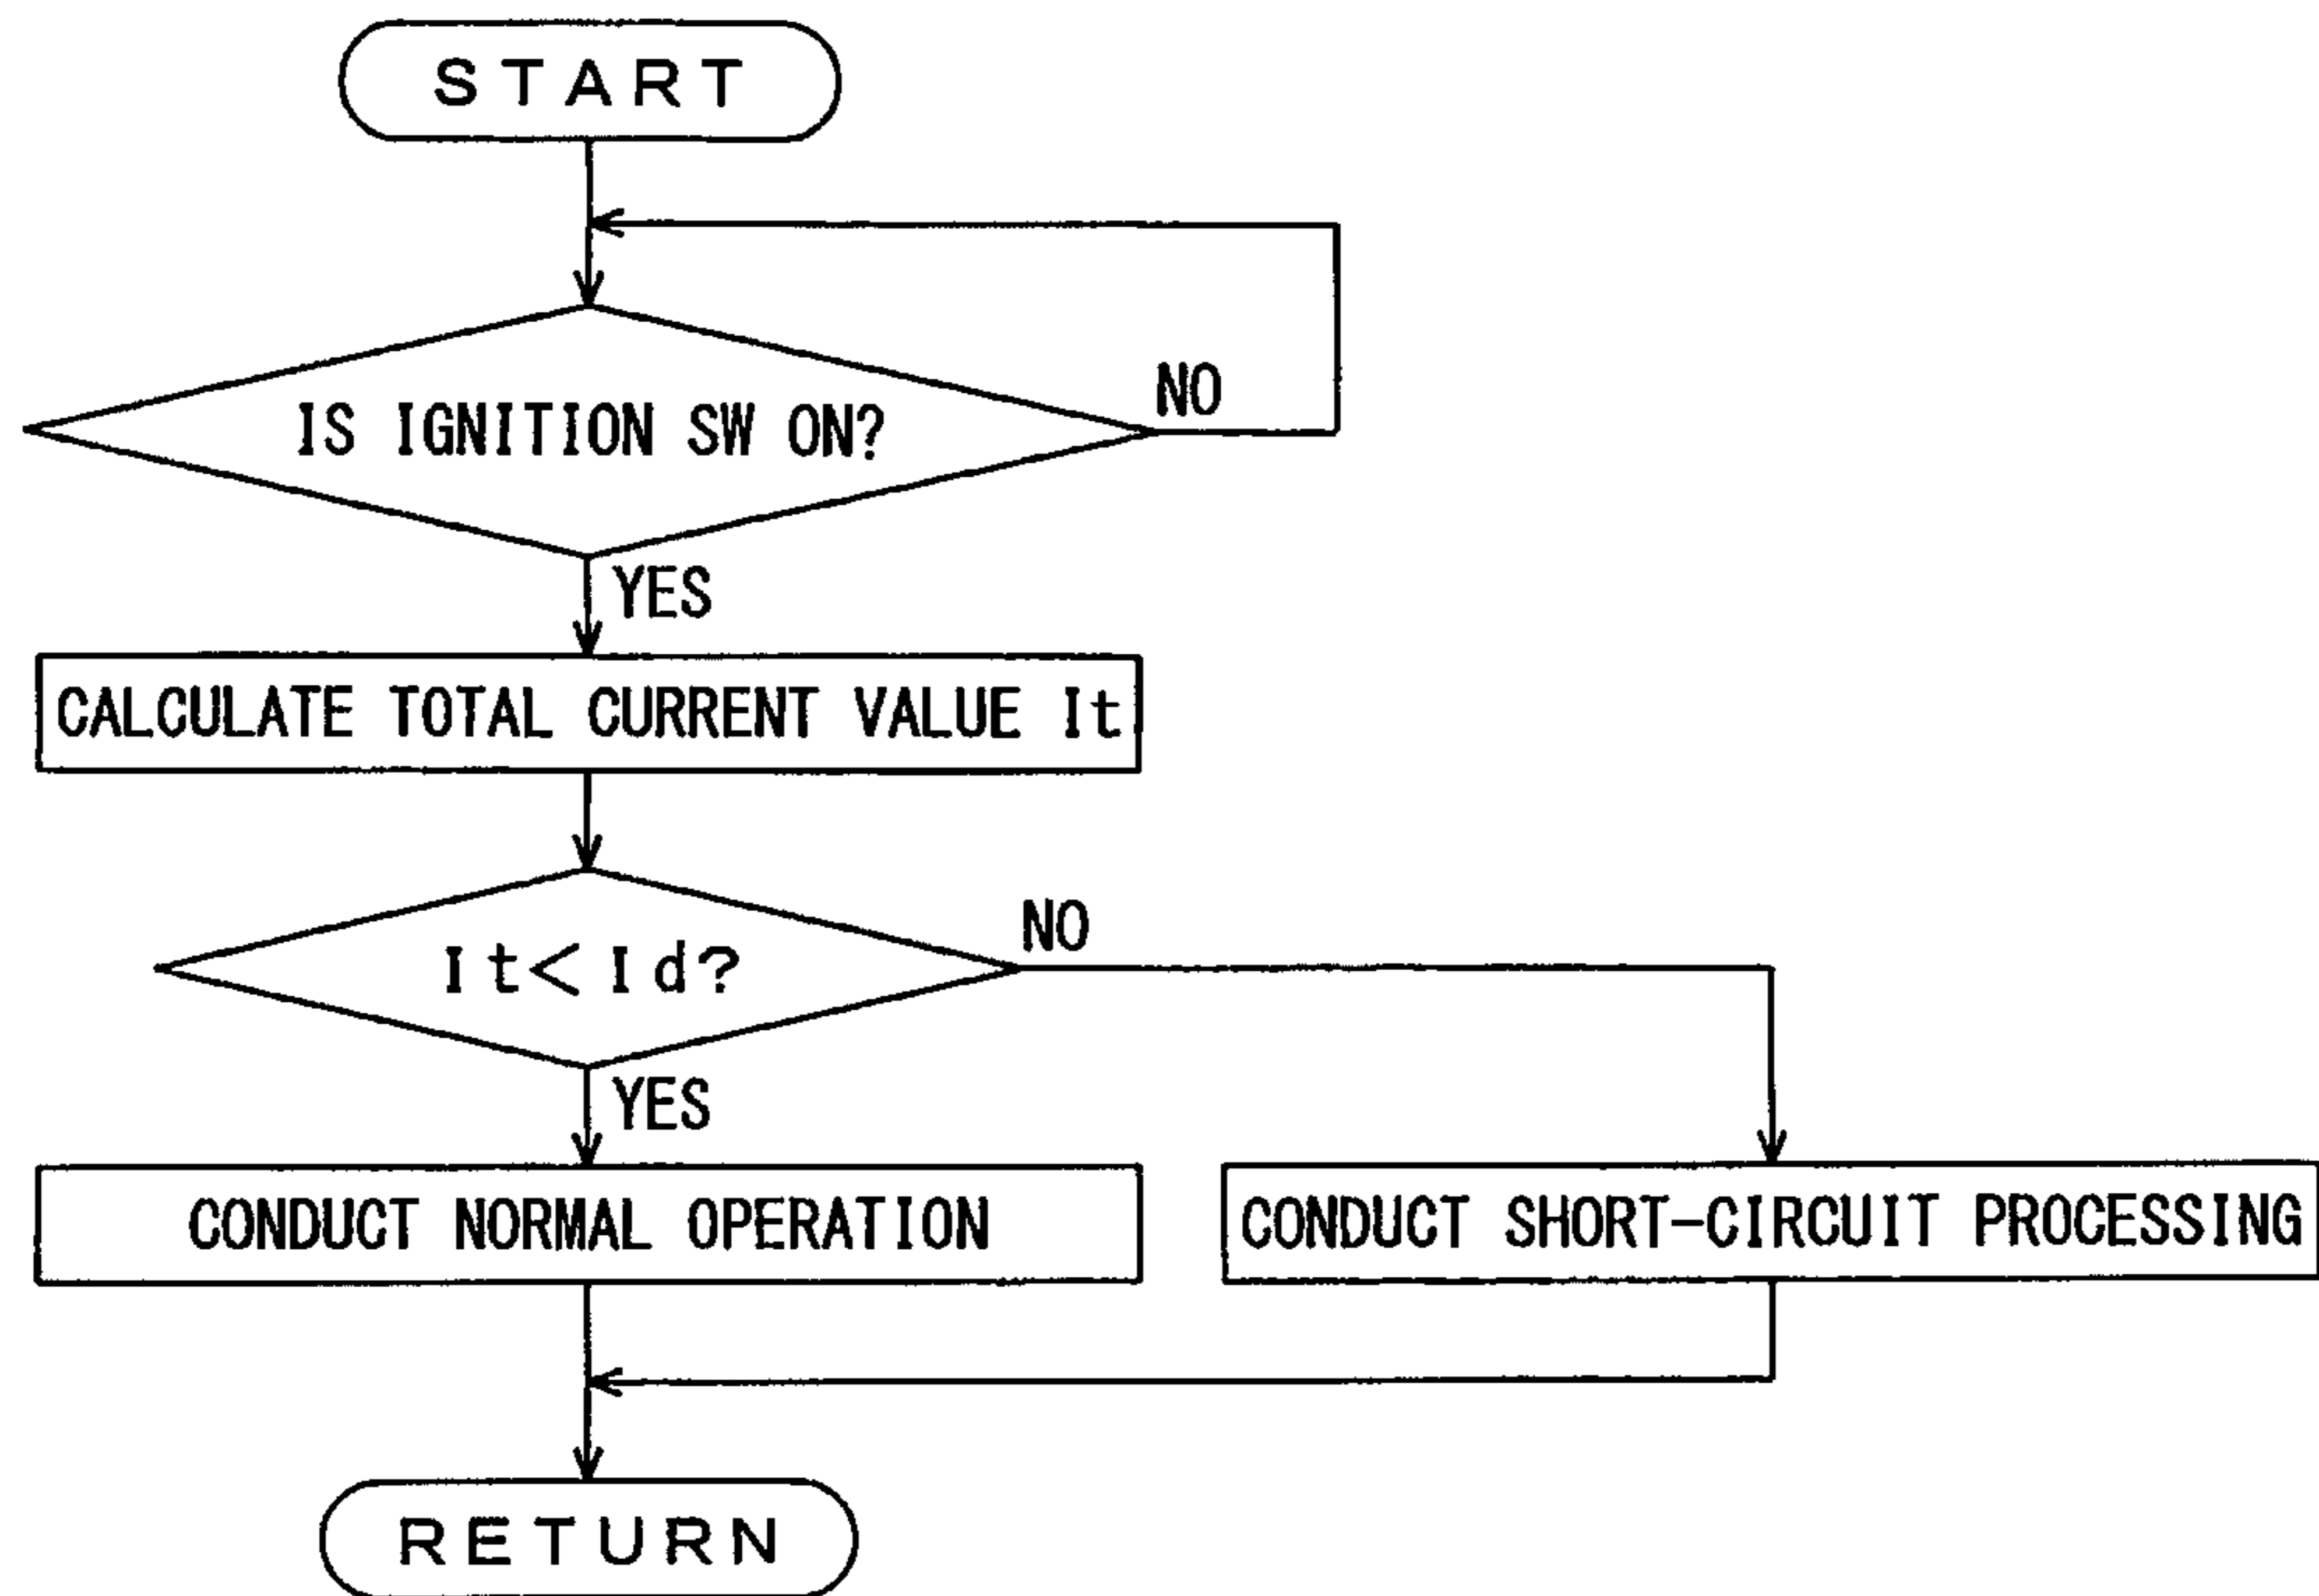 START
NO
IS IGNITION SW ON?
YES
CALCULATE TOTAL CURRENT VALUE It
NO
It<Id?
YES
CONDUCT NORMAL OPERATION
CONDUCT SHORT-CIRCUIT PROCESSING
RETURN